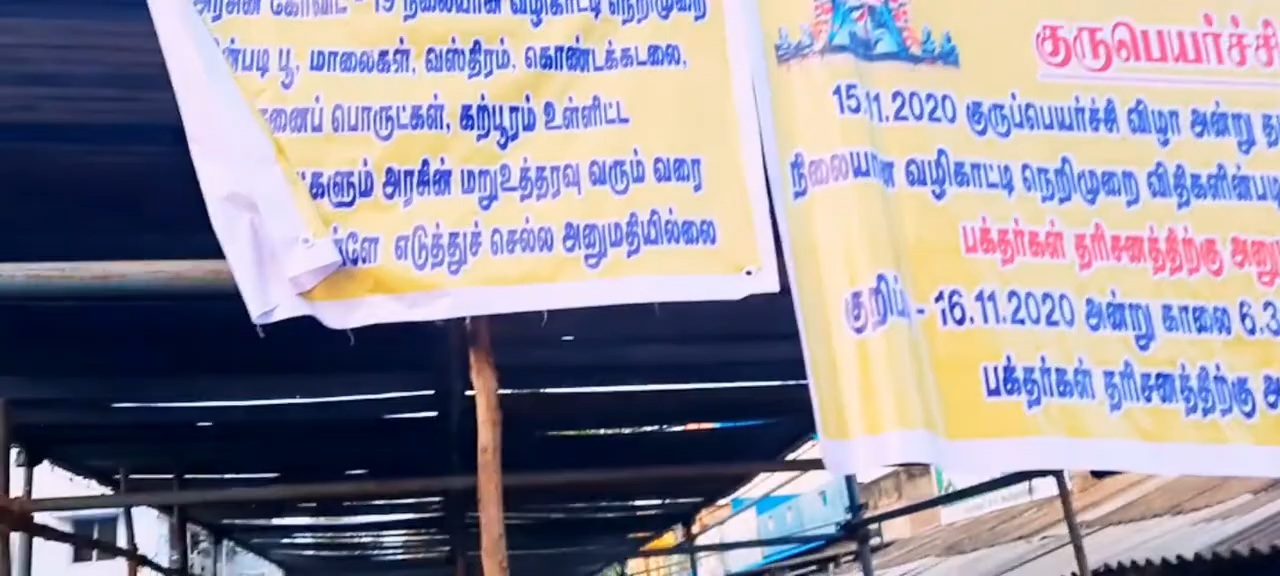 அரசின் கோவிட் - 19 நிலையான வழிகாட்டி நெறிமுறை
பூ, மாலைகள், வஸ்திரம், கொண்டக்கடலை,
பொருட்கள், கற்பூரம் உள்ளிட்ட
அரசின் மறுஉத்தரவு வரும் வரை
எடுத்துச் செல்ல அனுமதியில்லை
குருபெயர்ச்சி
15.11.2020 குருப்பெயர்ச்சி விழா அன்று
நிலையான வழிகாட்டி நெறிமுறை விதிகளின்படி
பக்தர்கள் தரிசனத்திற்கு
குறிப்பு - 16.11.2020 அன்று காலை 6.3
பக்தர்கள் தரிசனத்திற்கு